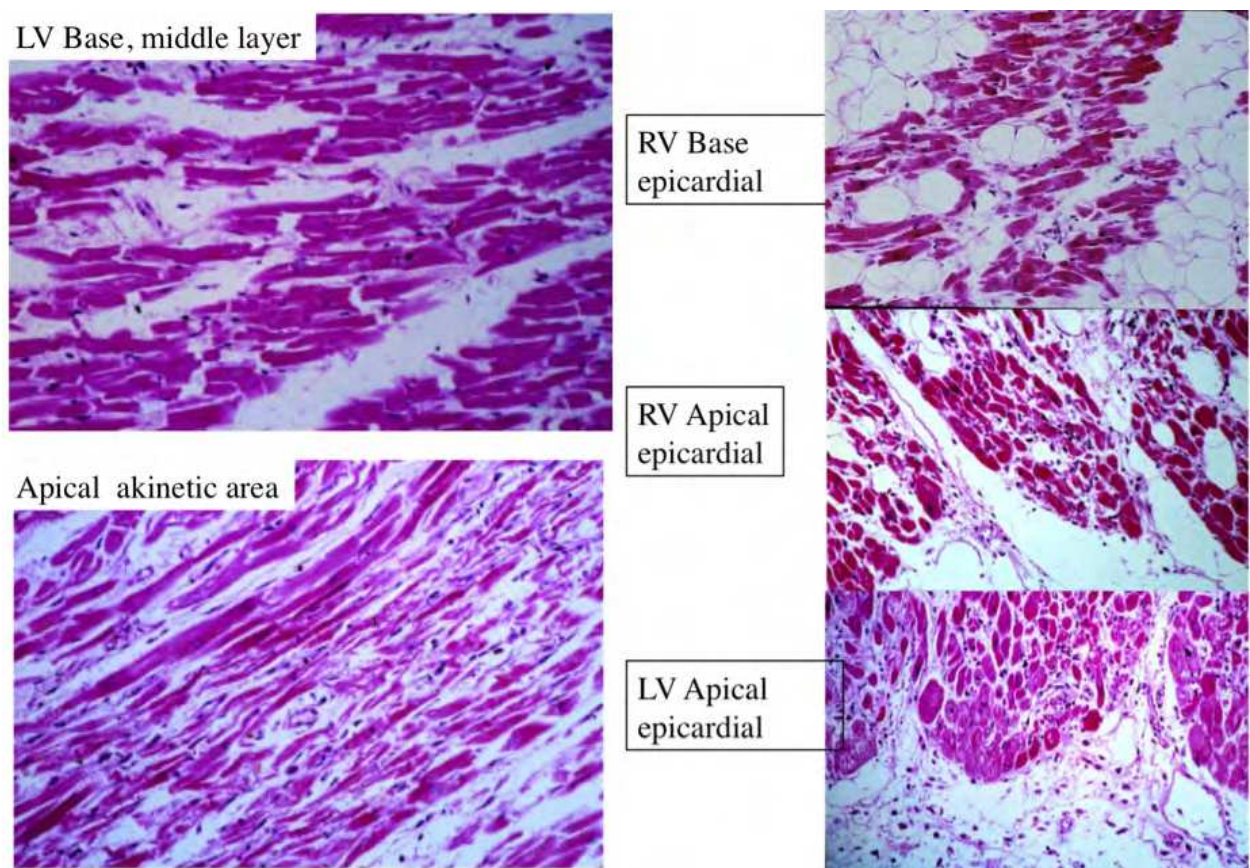 LV Base, middle layer
RV Base
epicardial
RV Apical
epicardial
Apical  akinetic area
LV Apical
epicardial